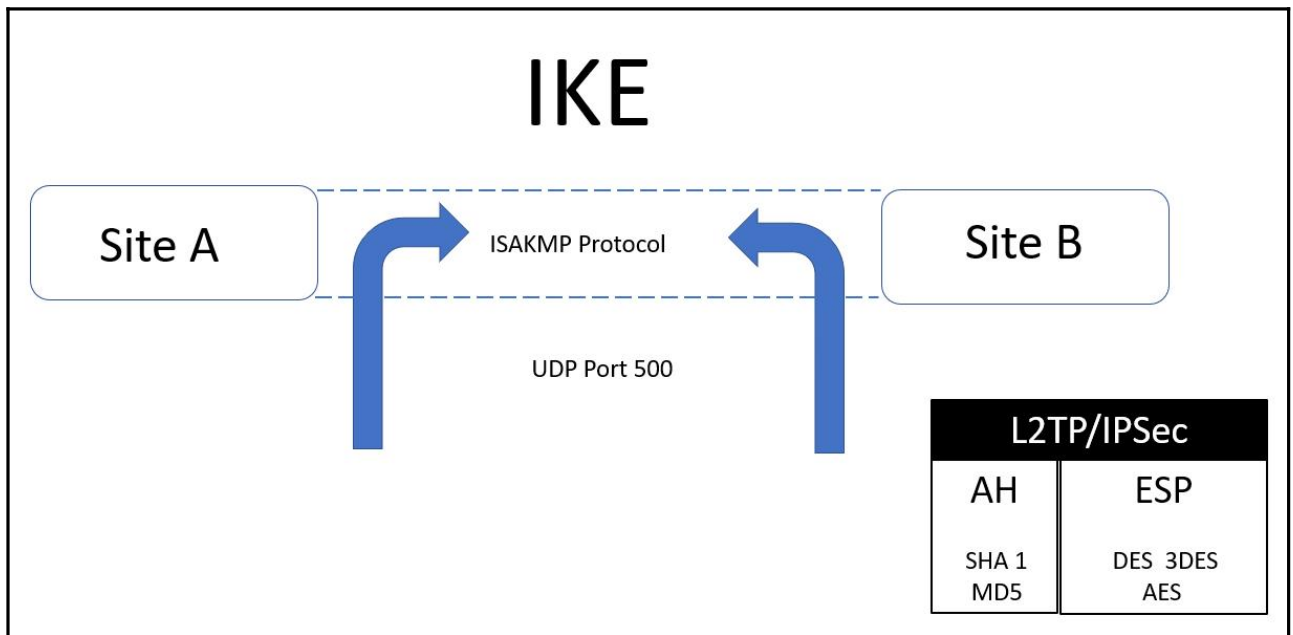 IKE
Site A
ISAKMP Protocol
Site B
UDP Port 500
L2TP/IPSec
AH
ESP
SHA 1
MD5
DES 3DES
AES